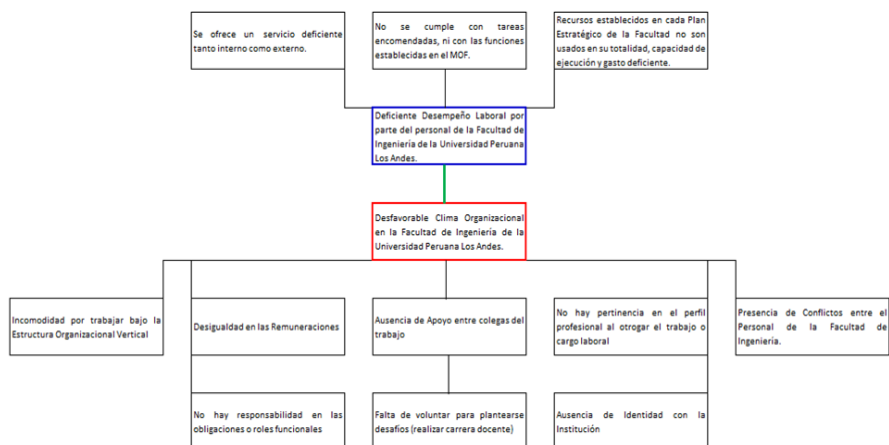 Se ofrece un servicio deficiente
tanto interno como externo.
No se cumple con tareas
encomendadas, ni con las funciones
establecidas en el MOF.
Recursos establecidos en cada Plan
Estratégico de la Facultad no son
usados en su totalidad, capacidad de
ejecución y gasto deficiente.
Deficiente Desempeño Laboral por
parte del personal de la Facultad de
Ingeniería de la Universidad Peruana
Los Andes.
Desfavorable Clima Organizacional
en la Facultad de Ingeniería de la
Universidad Peruana Los Andes.
Incomodidad por trabajar bajo la
Estructura Organizacional Vertical
Desigualdad en las Remuneraciones
Ausencia de Apoyo entre colegas del
trabajo
No hay pertinencia en el perfil
profesional al otrogar el trabajo o
cargo laboral
Presencia de Conflictos entre el
Personal de la Facultad de
Ingeniería.
No hay responsabilidad en las
obligaciones o roles funcionales
Falta de voluntar para plantearse
desafíos (realizar carrera docente)
Ausencia de Identidad con la
Institución